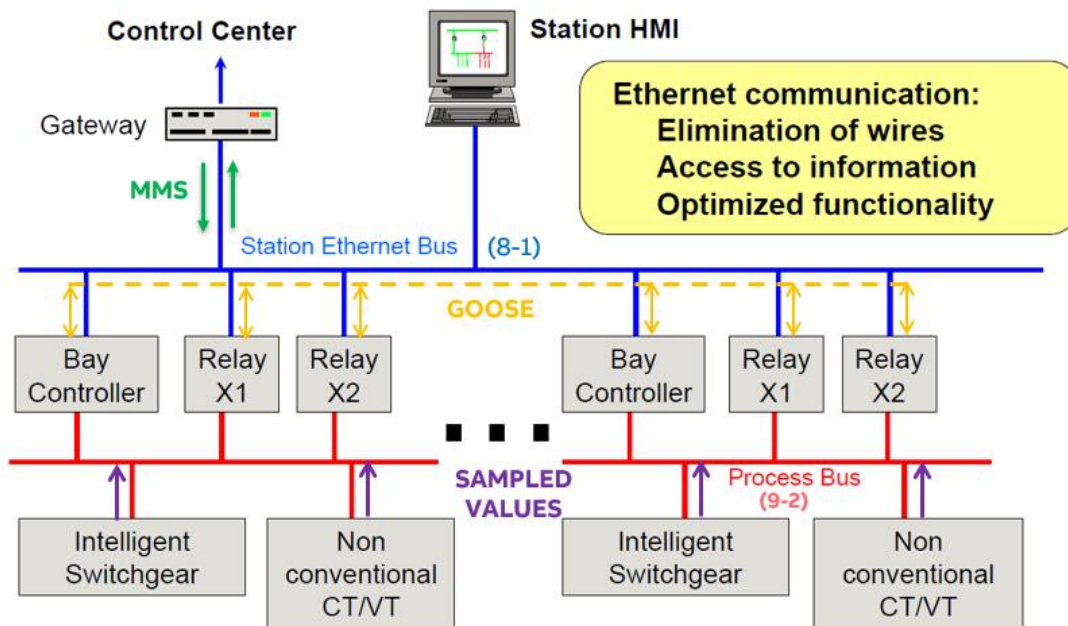 Control Center
Station HMI
Ethernet communication:
Elimination of wires
Access to information
Optimized functionality
Gateway
MMS
Station Ethernet Bus (8-1)
GOOSE
Bay
Controller
Relay
X1
Relay
X2
Bay
Controller
Relay
X1
Relay
X2
SAMPLED
VALUES
Process Bus
(9-2)
Intelligent
Switchgear
Non
conventional
CT/VT
Intelligent
Switchgear
Non
conventional
CT/VT